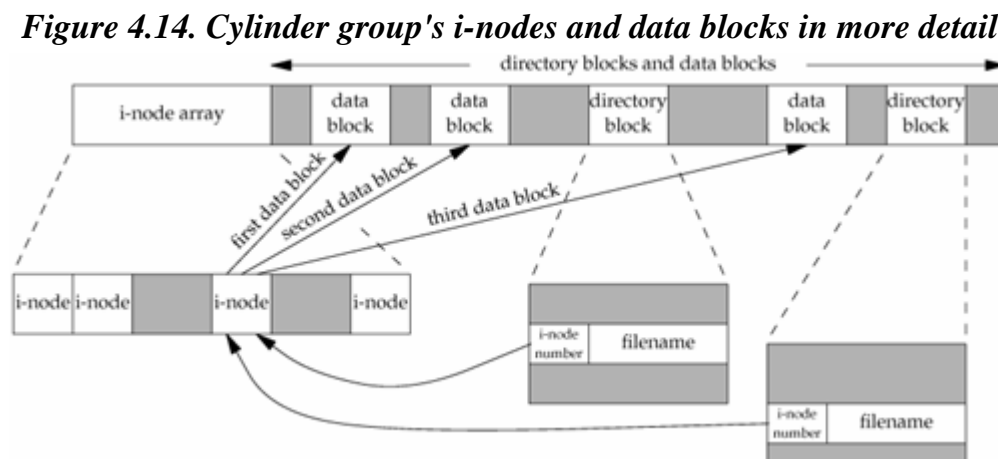 Figure 4.14. Cylinder group's i-nodes and data blocks in more detail
directory blocks and data blocks
i-node array
data
block
data
block
directory
block
data
block
directory
block
first data block
second data block
third data block
i-node
i-node
i-node
i-node
i-node
number
filename
i-node
number
filename